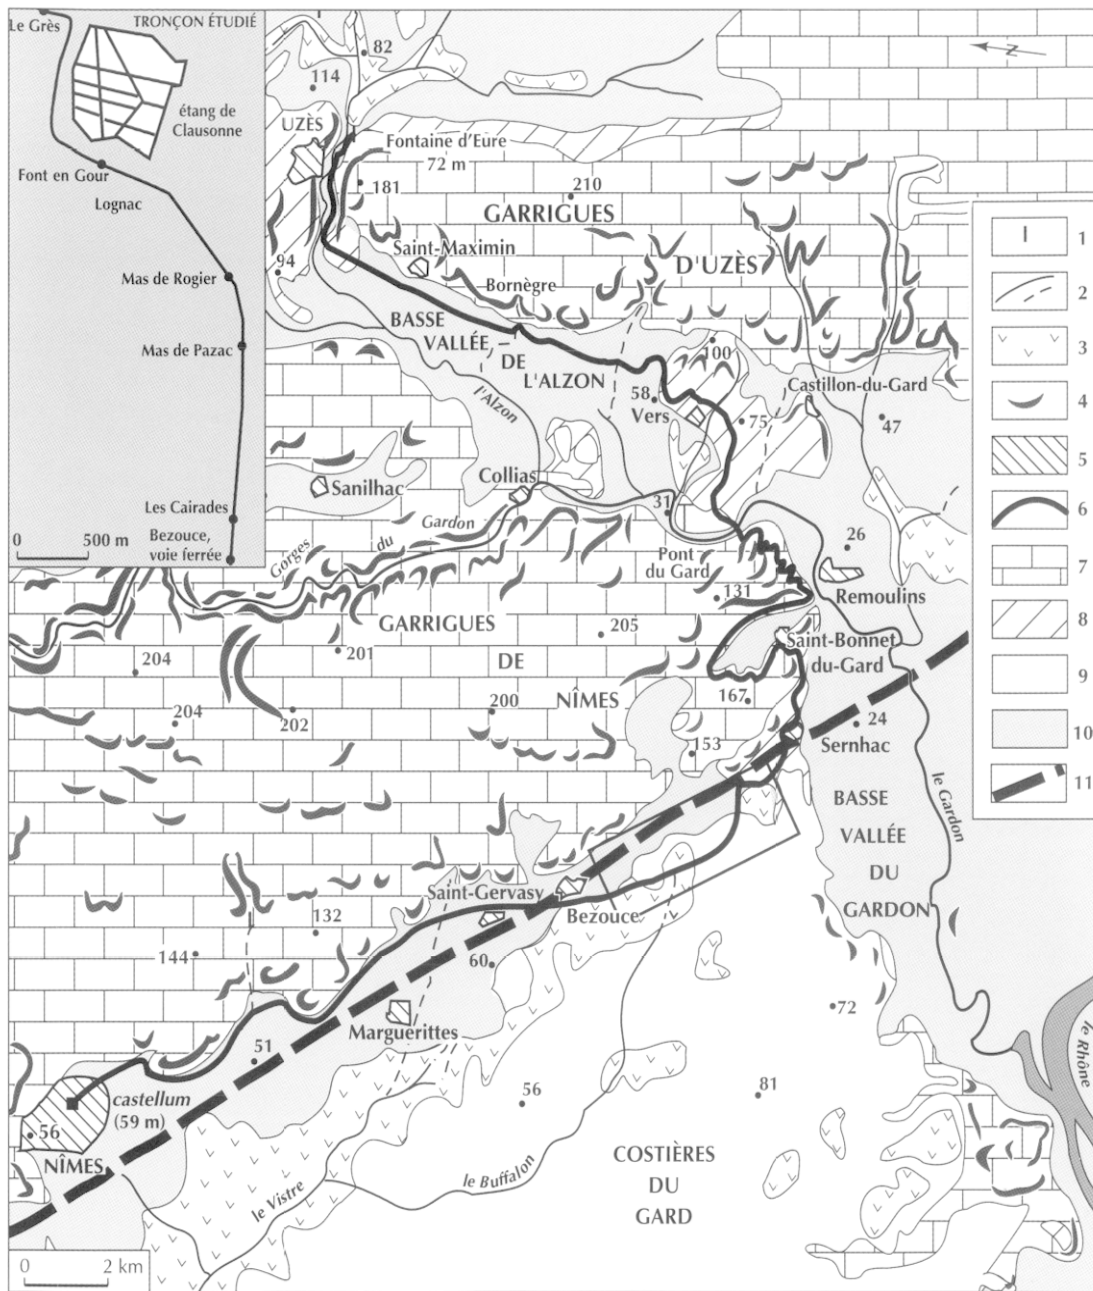 Le Grès
TRONÇON ÉTUDIÉ
étang de
Clausonne
Font en Gour
Lognac
Mas de Rogier
Mas de Pazac
Les Cairades
Bezouce,
voie ferrée
0 500 m
82
114
N
UZÈS
Fontaine d'Eure
72 m
181
210
GARRIGUES
D'UZÈS
Saint-Maximin
94
Bornègre
BASSE
VALLÉE
DE
L'ALZON
l'Alzon
100
58
Vers
75
Castillon-du-Gard
47
Sanilhac
Collias
31
26
Gorges du Gardon
Pont
du Gard
131
Remoulins
GARRIGUES
DE
NÎMES
205
201
204
Saint-Bonnet
du-Gard
167
204
202
200
24
Sernhac
153
le Gardon
BASSE
VALLÉE
DU
GARDON
Saint-Gervasy
Bezouce
132
144
60
72
Marguerittes
51
le Rhône
castellum
(59 m)
56
56
81
NÎMES
le Vistre
le Buffalon
COSTIÈRES
DU
GARD
0 2 km
1
2
3
4
5
6
7
8
9
10
11